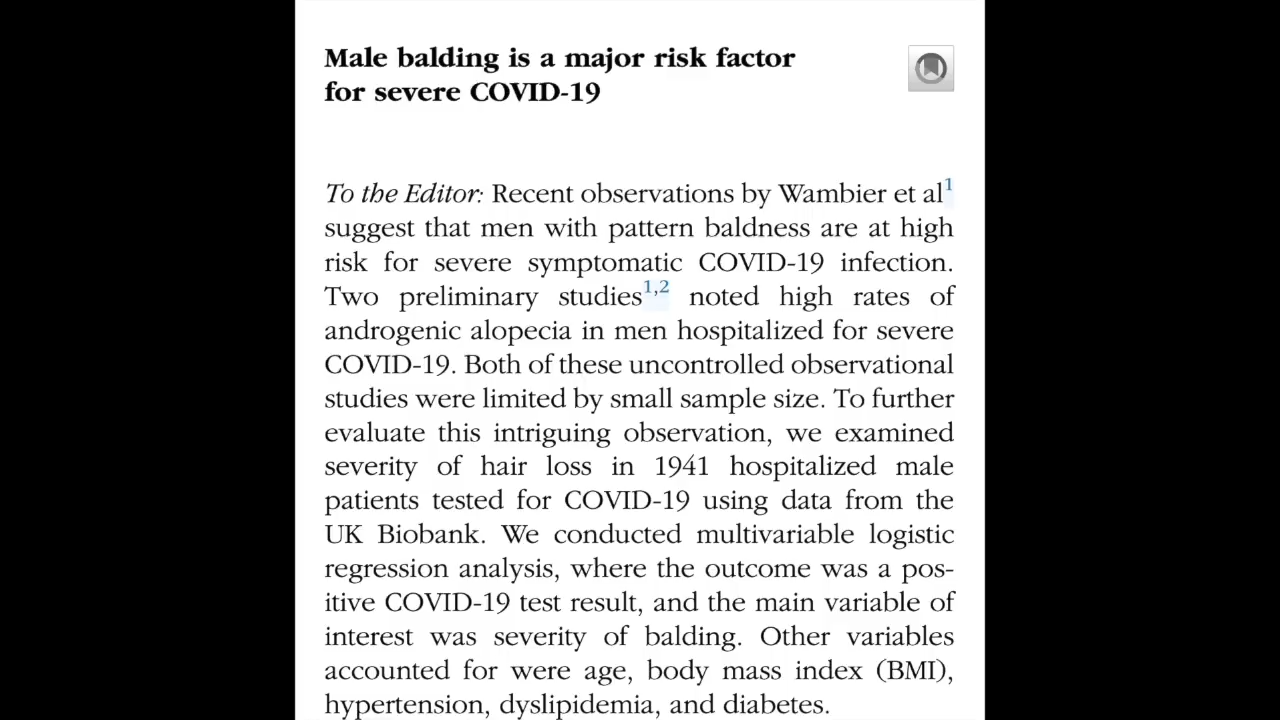 Male balding is a major risk factor
for severe COVID-19
To the Editor: Recent observations by Wambier et al1
suggest that men with pattern baldness are at high
risk for severe symptomatic COVID-19 infection.
Two preliminary studies1,2 noted high rates of
androgenic alopecia in men hospitalized for severe
COVID-19. Both of these uncontrolled observational
studies were limited by small sample size. To further
evaluate this intriguing observation, we examined
severity of hair loss in 1941 hospitalized male
patients tested for COVID-19 using data from the
UK Biobank. We conducted multivariable logistic
regression analysis, where the outcome was a pos-
itive COVID-19 test result, and the main variable of
interest was severity of balding. Other variables
accounted for were age, body mass index (BMI),
hypertension, dyslipidemia, and diabetes.